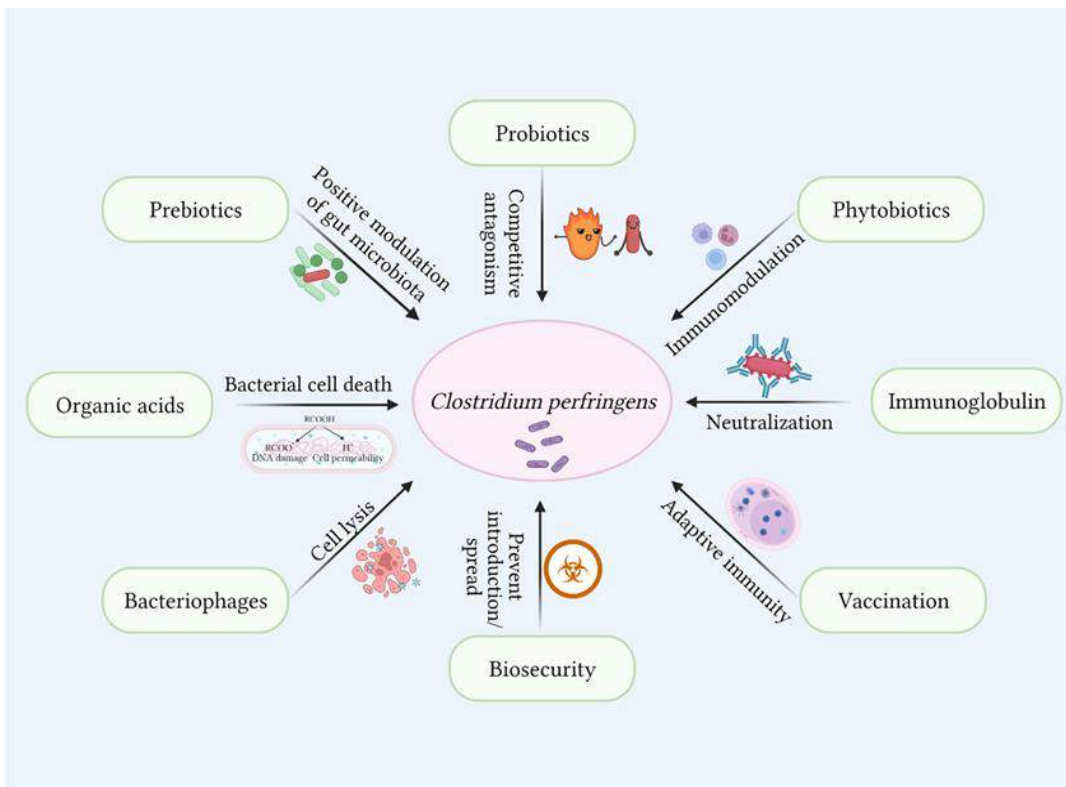 Probiotics
Prebiotics
Positive modulation
of gut microbiota
Competitive
antagonism
Phytobiotics
Immunomodulation
Organic acids
Bacterial cell death
RCOOH
RCOO⁻ H⁺
DNA damage Cell permeability
Clostridium perfringens
Neutralization
Immunoglobulin
Bacteriophages
Cell lysis
Prevent
introduction/
spread
Biosecurity
Adaptive immunity
Vaccination